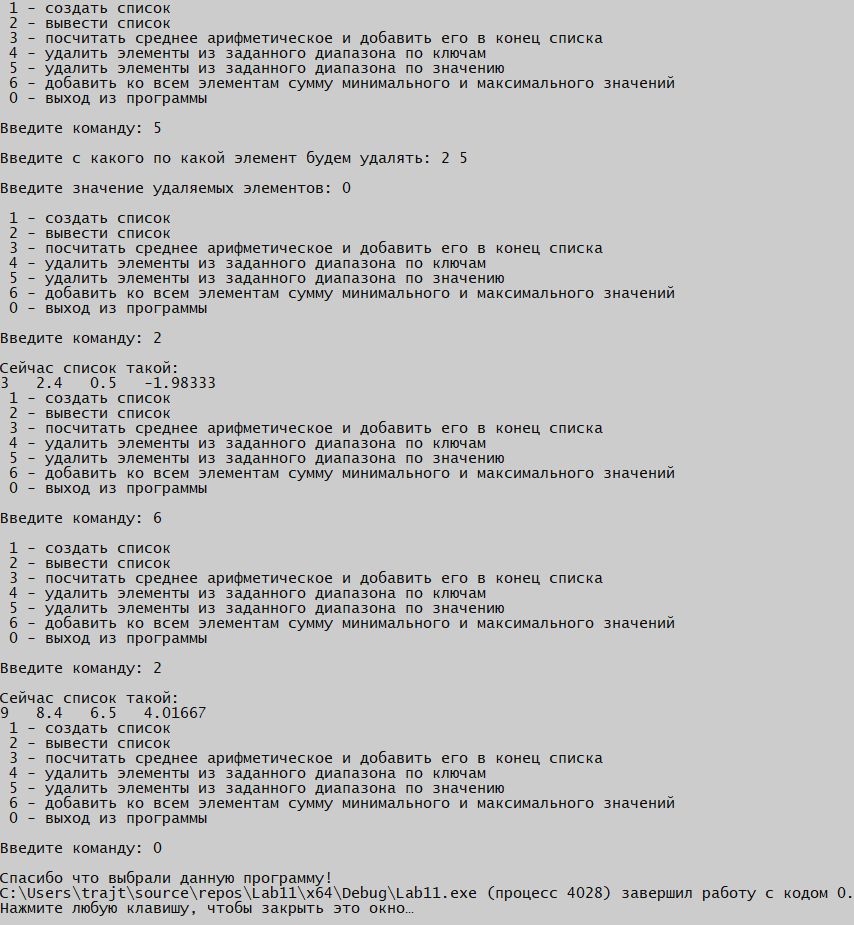 1 - создать список
2 - вывести список
3 - посчитать среднее арифметическое и добавить его в конец списка
4 - удалить элементы из заданного диапазона по ключам
5 - удалить элементы из заданного диапазона по значению
6 - добавить ко всем элементам сумму минимального и максимального значений
0 - выход из программы
Введите команду: 5
Введите с какого по какой элемент будем удалять: 2 5
Введите значение удаляемых элементов: 0
1 - создать список
2 - вывести список
3 - посчитать среднее арифметическое и добавить его в конец списка
4 - удалить элементы из заданного диапазона по ключам
5 - удалить элементы из заданного диапазона по значению
6 - добавить ко всем элементам сумму минимального и максимального значений
0 - выход из программы
Введите команду: 2
Сейчас список такой:
3   2.4   0.5   -1.98333
1 - создать список
2 - вывести список
3 - посчитать среднее арифметическое и добавить его в конец списка
4 - удалить элементы из заданного диапазона по ключам
5 - удалить элементы из заданного диапазона по значению
6 - добавить ко всем элементам сумму минимального и максимального значений
0 - выход из программы
Введите команду: 6
1 - создать список
2 - вывести список
3 - посчитать среднее арифметическое и добавить его в конец списка
4 - удалить элементы из заданного диапазона по ключам
5 - удалить элементы из заданного диапазона по значению
6 - добавить ко всем элементам сумму минимального и максимального значений
0 - выход из программы
Введите команду: 2
Сейчас список такой:
9   8.4   6.5   4.01667
1 - создать список
2 - вывести список
3 - посчитать среднее арифметическое и добавить его в конец списка
4 - удалить элементы из заданного диапазона по ключам
5 - удалить элементы из заданного диапазона по значению
6 - добавить ко всем элементам сумму минимального и максимального значений
0 - выход из программы
Введите команду: 0
Спасибо что выбрали данную программу!
C:\Users\trajt\source\repos\Lab11\x64\Debug\Lab11.exe (процесс 4028) завершил работу с кодом 0.
Нажмите любую клавишу, чтобы закрыть это окно…